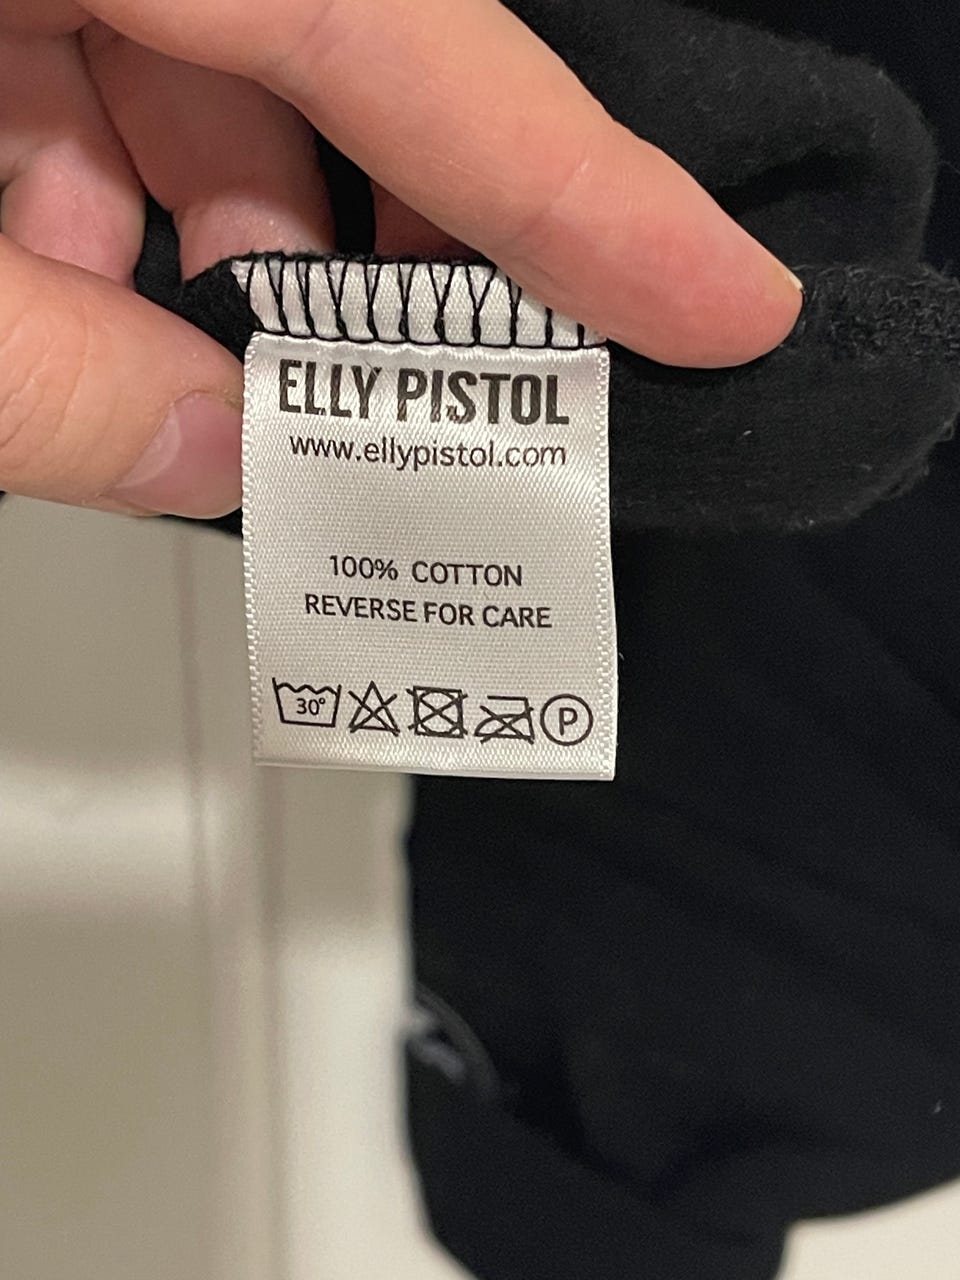 ELLY PISTOL
www.ellypistol.com
100% COTTON
REVERSE FOR CARE
30°
P